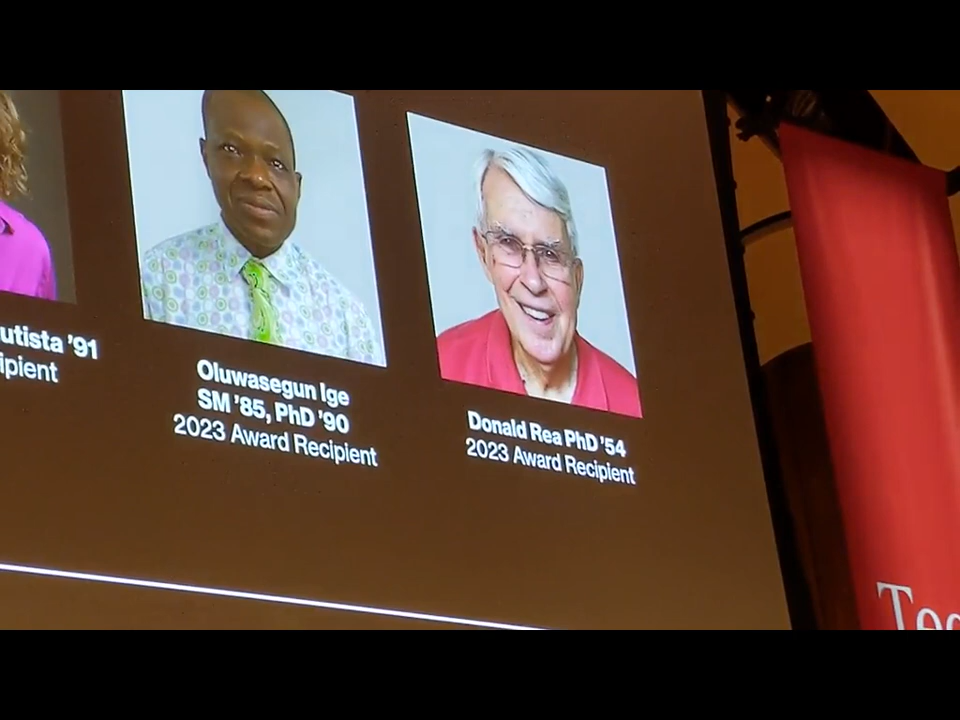 utista '91
ipient
Oluwasegun Ige
SM '85, PhD '90
2023 Award Recipient
Donald Rea PhD '54
2023 Award Recipient